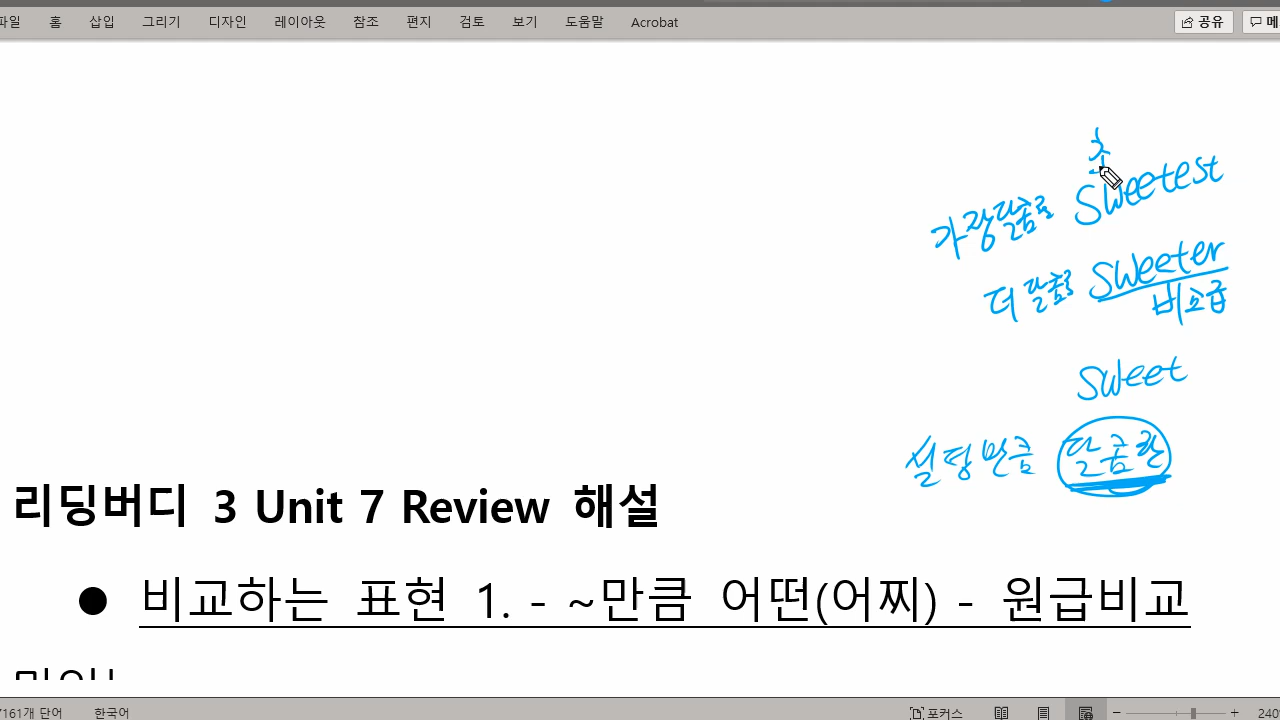 파일 홈 삽입 그리기 디자인 레이아웃 참조 편지 검토 보기 도움말 Acrobat 공유 메
초
가장달콤 Sweetest
더 달콤 Sweeter
비교급
Sweet
설탕만큼 달콤한
리딩버디 3 Unit 7 Review 해설
● 비교하는 표현 1. - ~만큼 어떤(어찌) - 원급비교
7161개 단어 한국어 포커스 240